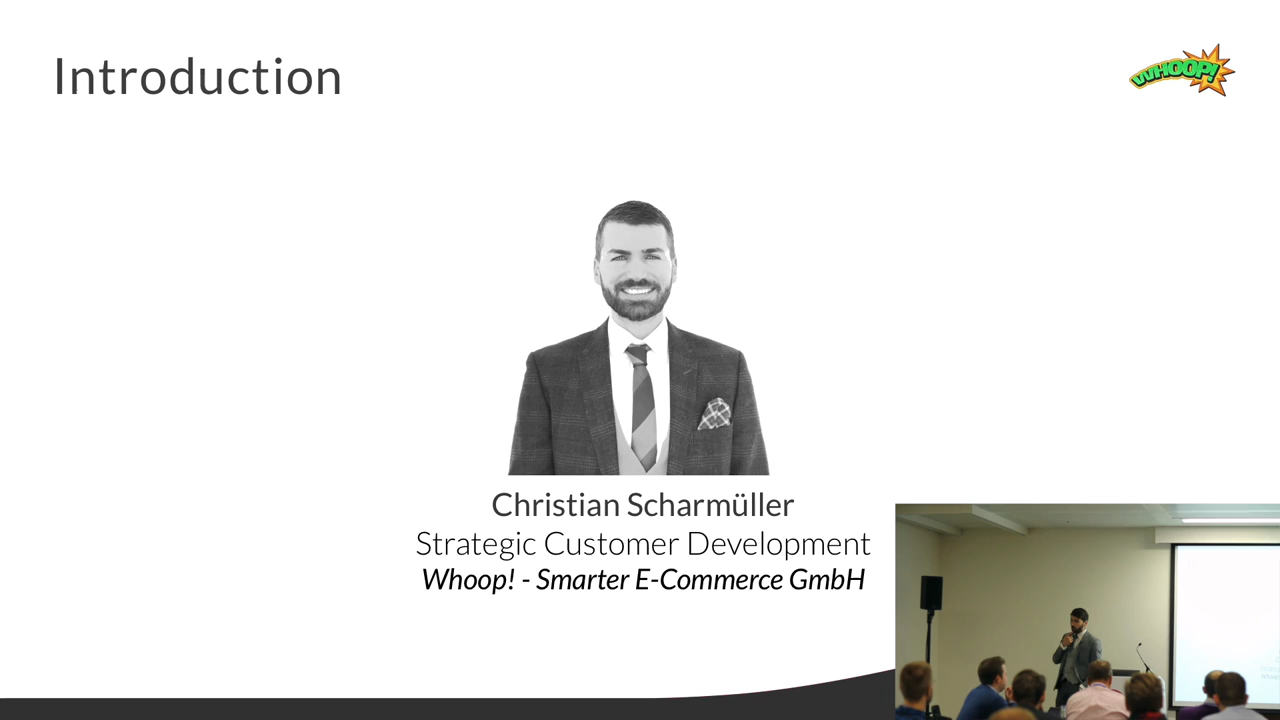 Introduction
WHOOP!
Christian Scharmüller
Strategic Customer Development
Whoop! - Smarter E-Commerce GmbH